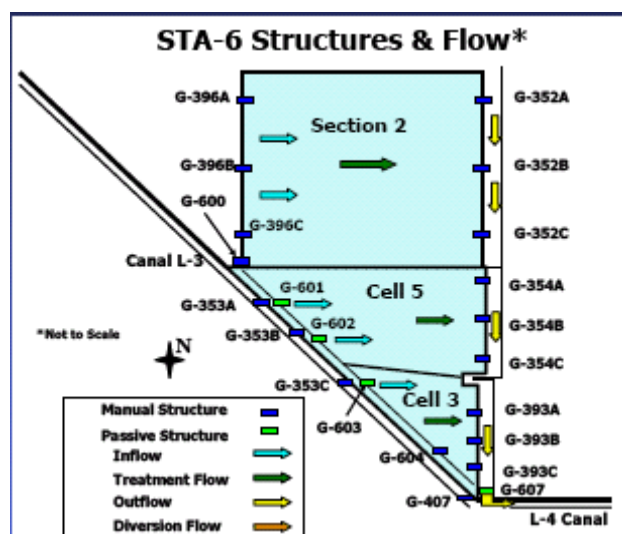 STA-6 Structures & Flow*
G-396A
G-352A
Section 2
G-396B
G-352B
G-600
G-396C
G-352C
Canal L-3
G-601
Cell 5
G-354A
G-353A
G-602
*Not to Scale
G-353B
G-354B
N
G-354C
G-353C
Cell 3
Manual Structure
G-393A
Passive Structure
G-603
G-393B
Inflow
G-604
G-393C
Treatment Flow
G-607
Outflow
G-407
Diversion Flow
L-4 Canal